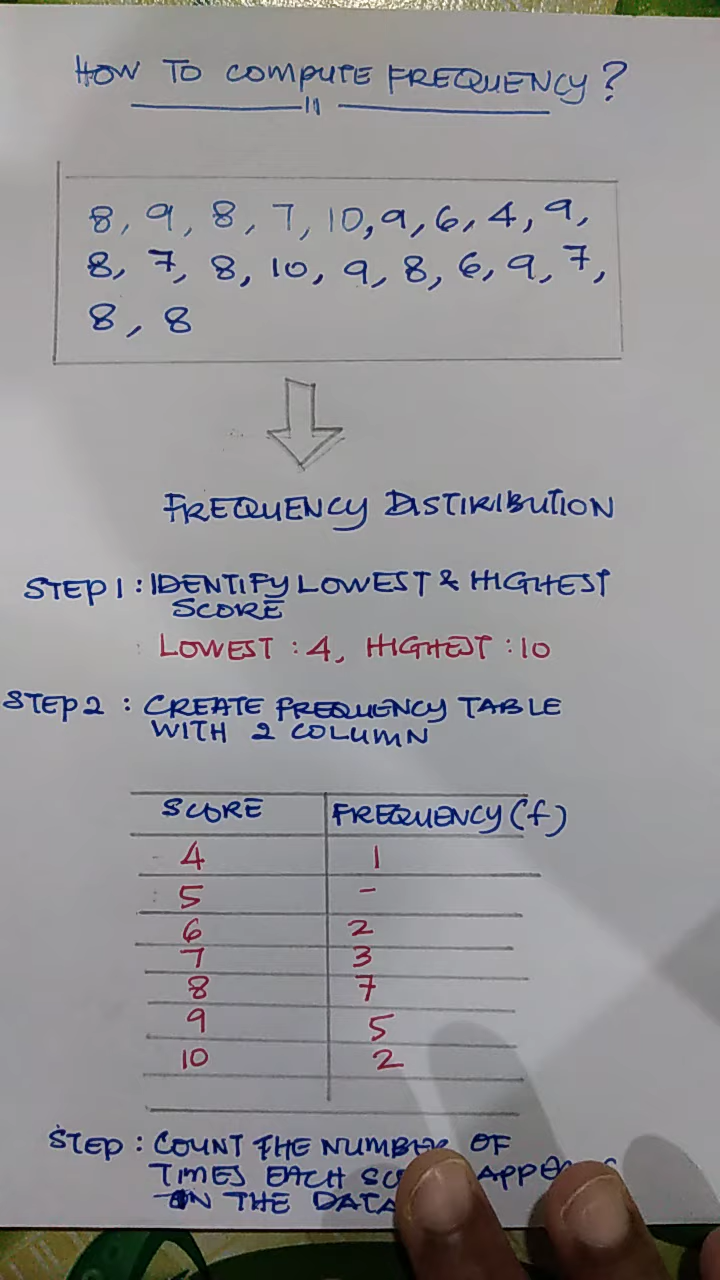 HOW TO COMPUTE FREQUENCY?
8, 9, 8, 7, 10, 9, 6, 4, 9,
8, 7, 8, 10, 9, 8, 6, 9, 7,
8, 8
FREQUENCY DISTIRIBUTION
STEP 1 : IDENTIFY LOWEST & HIGHEST
SCORE
: LOWEST : 4, HIGHEST : 10
STEP 2 : CREATE FREQUENCY TABLE
WITH 2 COLUMN
SCORE FREQUENCY (f)
4 1
5 -
6 2
7 3
8 7
9 5
10 2
STEP : COUNT THE NUMBER OF
TIMES EACH
ON THE DATA